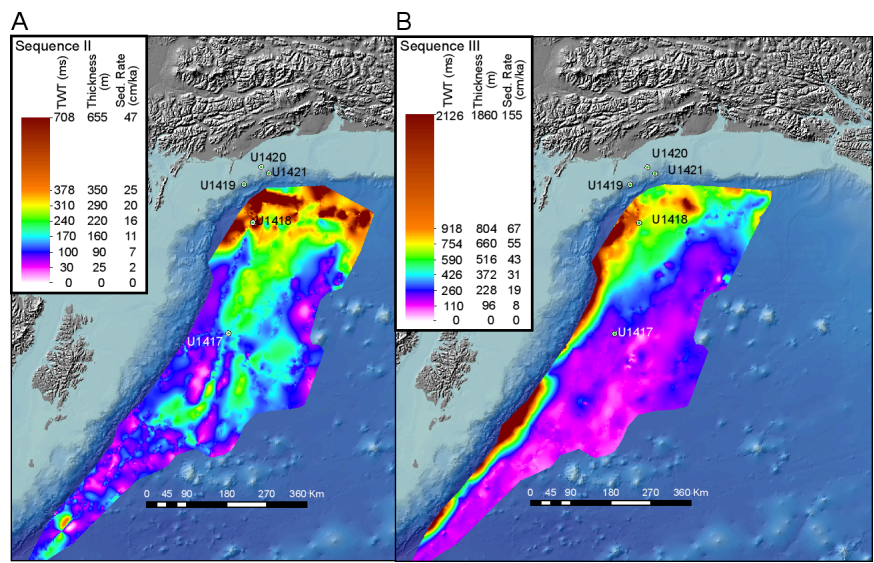 A
Sequence II
TWT (ms) Thickness (m) Sed. Rate (cm/ka)
708 655 47
378 350 25
310 290 20
240 220 16
170 160 11
100 90 7
30 25 2
0 0 0
U1420
U1421
U1419
U1418
U1417
0 45 90 180 270 360 Km
B
Sequence III
TWT (ms) Thickness (m) Sed. Rate (cm/ka)
2126 1860 155
918 804 67
754 660 55
590 516 43
426 372 31
260 228 19
110 96 8
0 0 0
U1420
U1421
U1419
U1418
U1417
0 45 90 180 270 360 Km